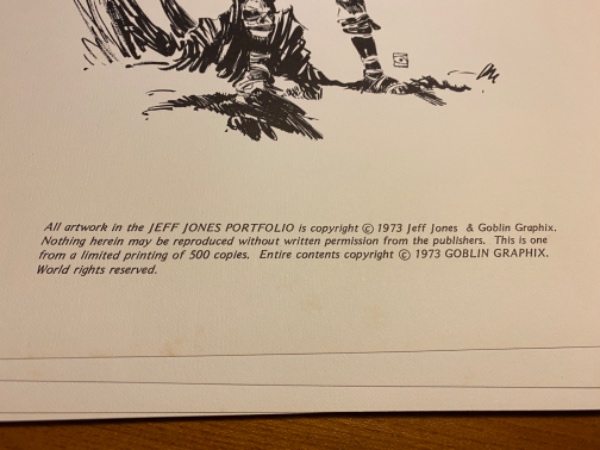 All artwork in the JEFF JONES PORTFOLIO is copyright © 1973 Jeff Jones & Goblin Graphix.
Nothing herein may be reproduced without written permission from the publishers. This is one
from a limited printing of 500 copies. Entire contents copyright © 1973 GOBLIN GRAPHIX.
World rights reserved.